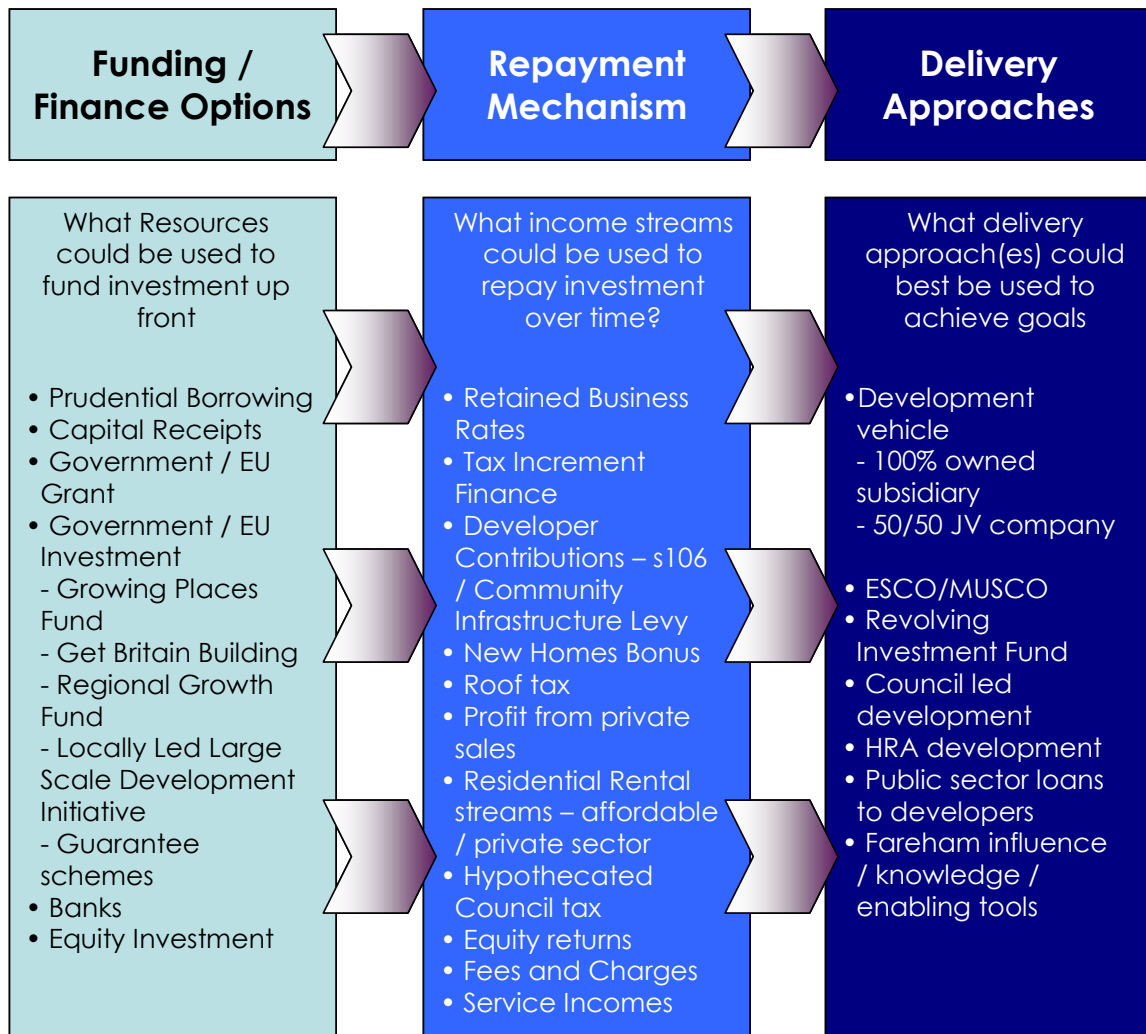 Funding /
Finance Options
Repayment
Mechanism
Delivery
Approaches
What Resources
could be used to
fund investment up
front
• Prudential Borrowing
• Capital Receipts
• Government / EU
Grant
• Government / EU
Investment
- Growing Places
Fund
- Get Britain Building
- Regional Growth
Fund
- Locally Led Large
Scale Development
Initiative
- Guarantee
schemes
• Banks
• Equity Investment
What income streams
could be used to
repay investment
over time?
• Retained Business
Rates
• Tax Increment
Finance
• Developer
Contributions – s106
/ Community
Infrastructure Levy
• New Homes Bonus
• Roof tax
• Profit from private
sales
• Residential Rental
streams – affordable
/ private sector
• Hypothecated
Council tax
• Equity returns
• Fees and Charges
• Service Incomes
What delivery
approach(es) could
best be used to
achieve goals
•Development
vehicle
- 100% owned
subsidiary
- 50/50 JV company
• ESCO/MUSCO
• Revolving
Investment Fund
• Council led
development
• HRA development
• Public sector loans
to developers
• Fareham influence
/ knowledge /
enabling tools